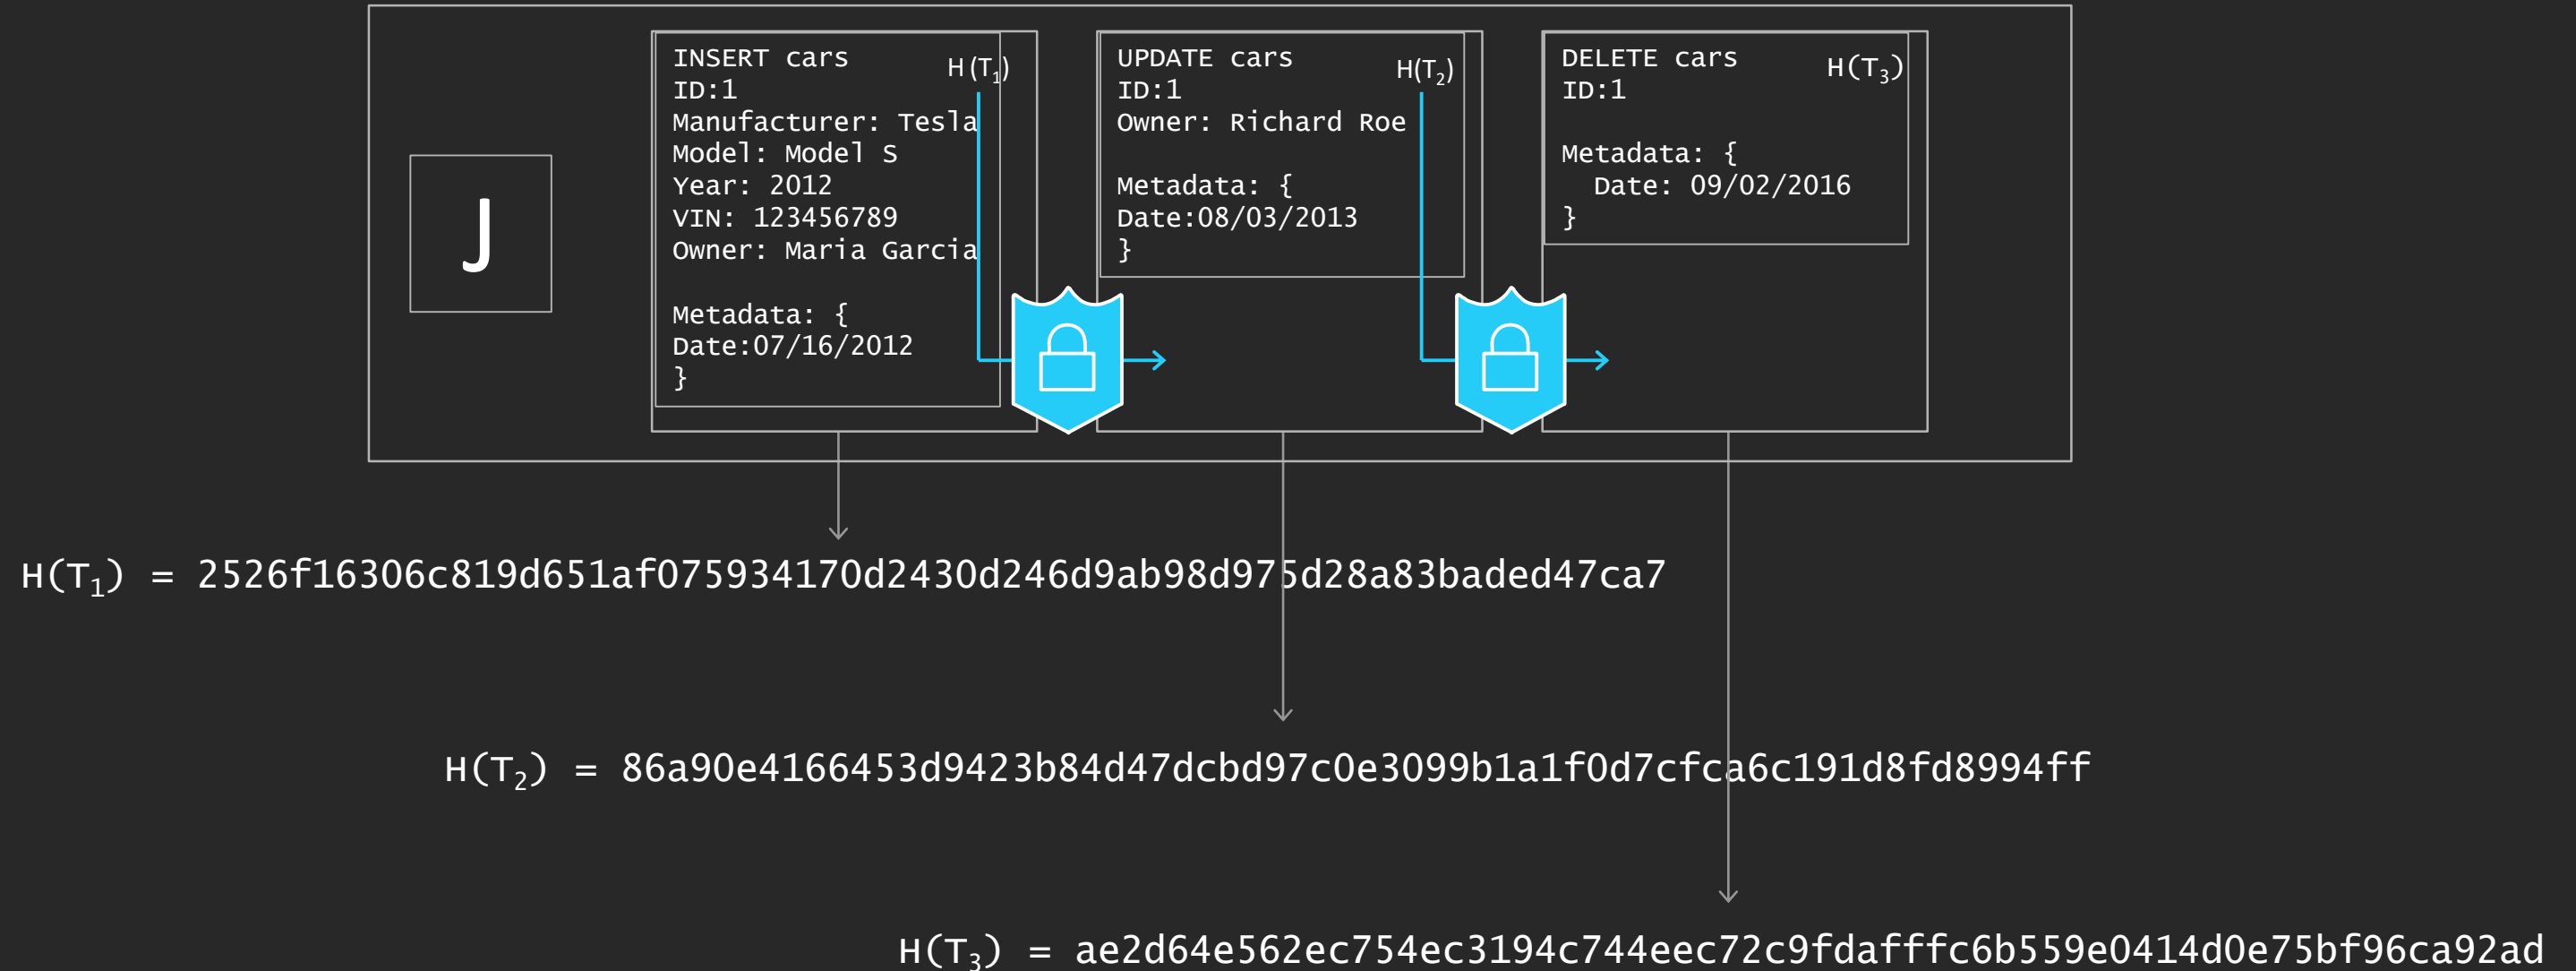 J
INSERT cars
ID:1
Manufacturer: Tesla
Model: Model S
Year: 2012
VIN: 123456789
Owner: Maria Garcia
Metadata: {
Date:07/16/2012
}
H(T₁)
UPDATE cars
ID:1
Owner: Richard Roe
Metadata: {
Date:08/03/2013
}
H(T₂)
DELETE cars
ID:1
Metadata: {
Date: 09/02/2016
}
H(T₃)
H(T₁) = 2526f16306c819d651af075934170d2430d246d9ab98d975d28a83baded47ca7
H(T₂) = 86a90e4166453d9423b84d47dcbd97c0e3099b1a1f0d7cfca6c191d8fd8994ff
H(T₃) = ae2d64e562ec754ec3194c744eec72c9fdafffc6b559e0414d0e75bf96ca92ad